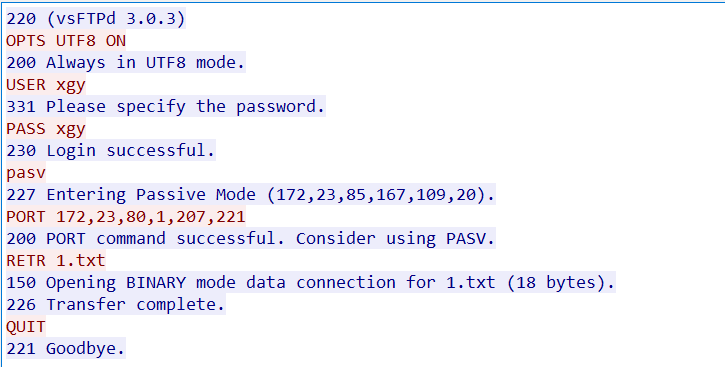 220 (vsFTPd 3.0.3)
OPTS UTF8 ON
200 Always in UTF8 mode.
USER xgy
331 Please specify the password.
PASS xgy
230 Login successful.
pasv
227 Entering Passive Mode (172,23,85,167,109,20).
PORT 172,23,80,1,207,221
200 PORT command successful. Consider using PASV.
RETR 1.txt
150 Opening BINARY mode data connection for 1.txt (18 bytes).
226 Transfer complete.
QUIT
221 Goodbye.